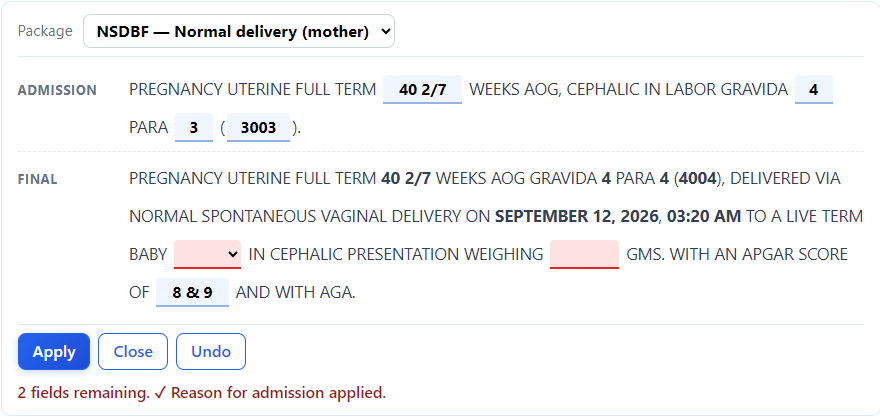 Package NSDBF — Normal delivery (mother)
ADMISSION PREGNANCY UTERINE FULL TERM 40 2/7 WEEKS AOG, CEPHALIC IN LABOR GRAVIDA 4
PARA 3 (3003).
FINAL PREGNANCY UTERINE FULL TERM 40 2/7 WEEKS AOG GRAVIDA 4 PARA 4 (4004), DELIVERED VIA
NORMAL SPONTANEOUS VAGINAL DELIVERY ON SEPTEMBER 12, 2026, 03:20 AM TO A LIVE TERM
BABY IN CEPHALIC PRESENTATION WEIGHING GMS. WITH AN APGAR SCORE
OF 8 & 9 AND WITH AGA.
Apply Close Undo
2 fields remaining. ✓ Reason for admission applied.